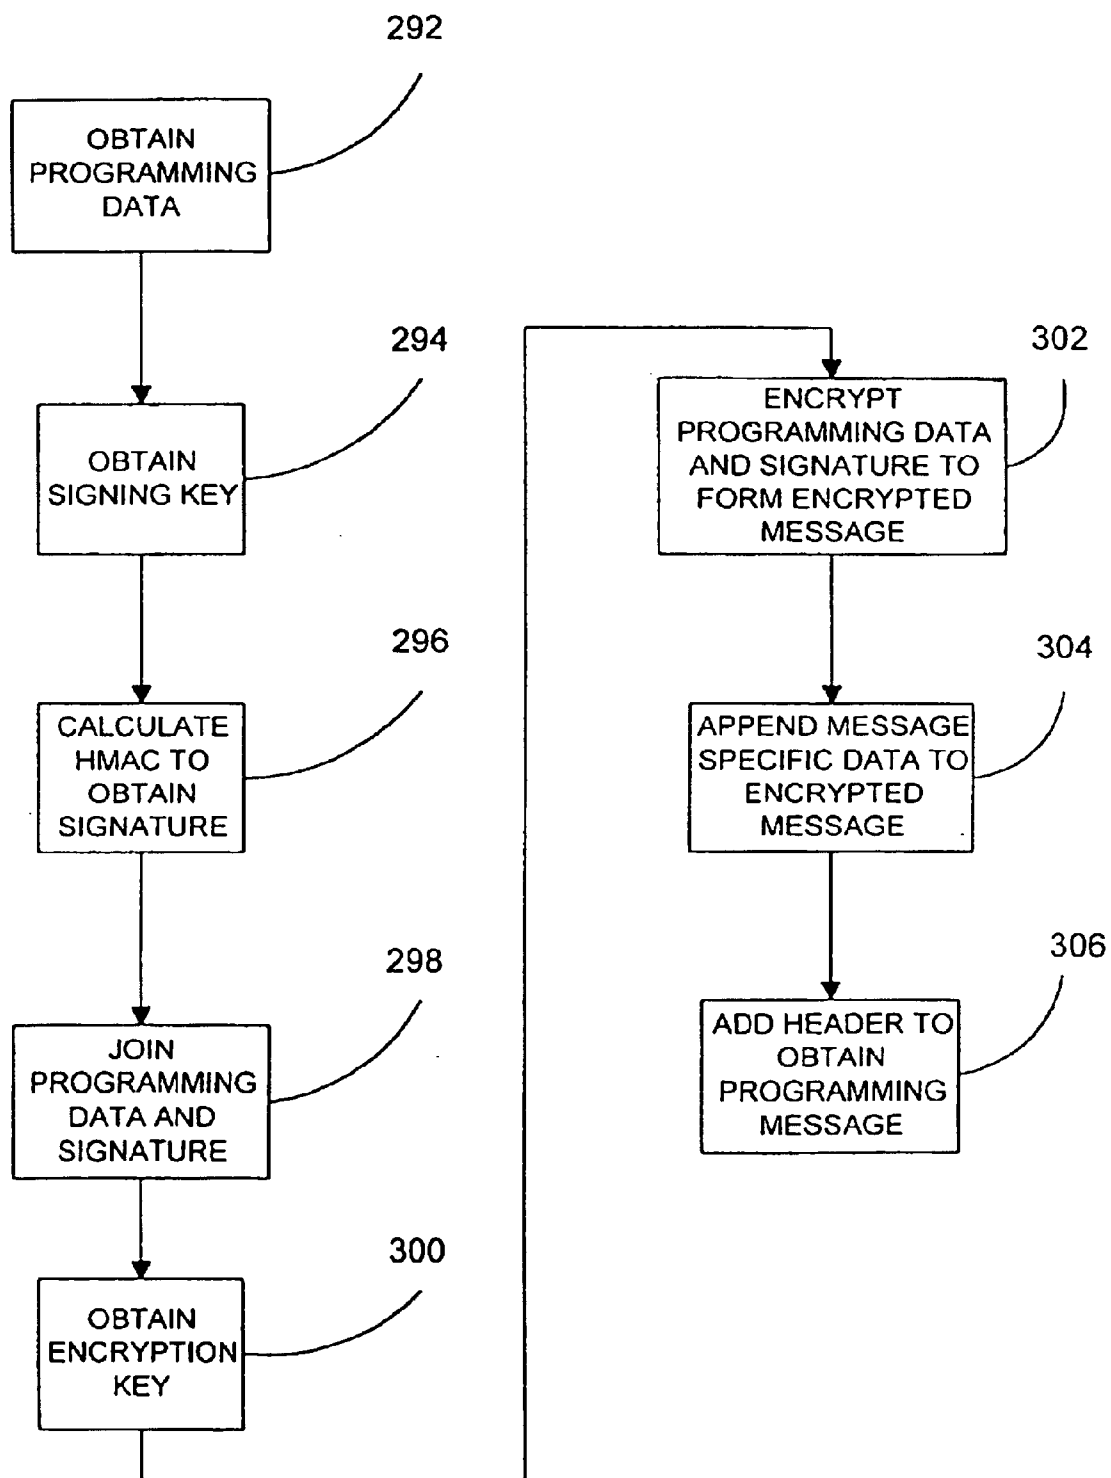 292
OBTAIN
PROGRAMMING
DATA
294
OBTAIN
SIGNING KEY
296
CALCULATE
HMAC TO
OBTAIN
SIGNATURE
298
JOIN
PROGRAMMING
DATA AND
SIGNATURE
300
OBTAIN
ENCRYPTION
KEY
302
ENCRYPT
PROGRAMMING DATA
AND SIGNATURE TO
FORM ENCRYPTED
MESSAGE
304
APPEND MESSAGE
SPECIFIC DATA TO
ENCRYPTED
MESSAGE
306
ADD HEADER TO
OBTAIN
PROGRAMMING
MESSAGE